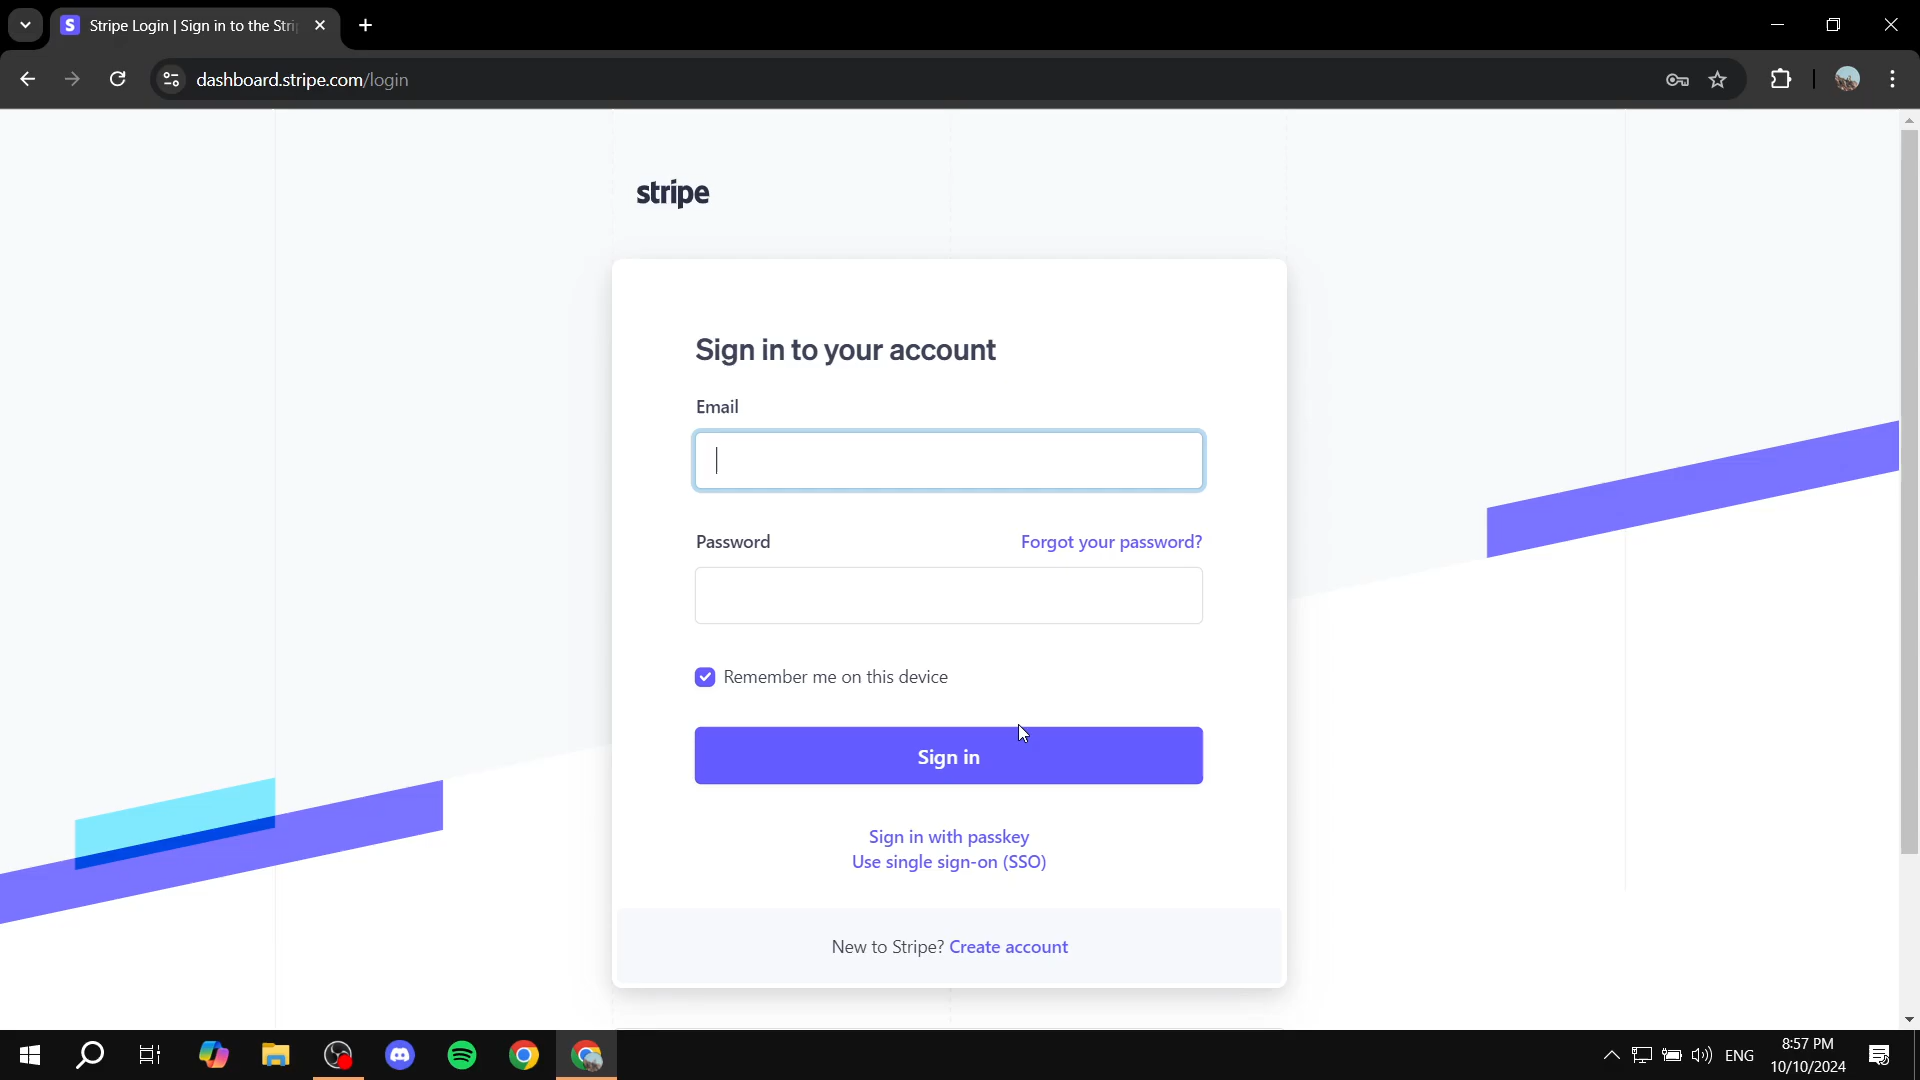 Stripe Login | Sign in to the Stri
dashboard.stripe.com/login
stripe
Sign in to your account
Email
Password
Forgot your password?
Remember me on this device
Sign in
Sign in with passkey
Use single sign-on (SSO)
New to Stripe? Create account
ENG
8:57 PM
10/10/2024